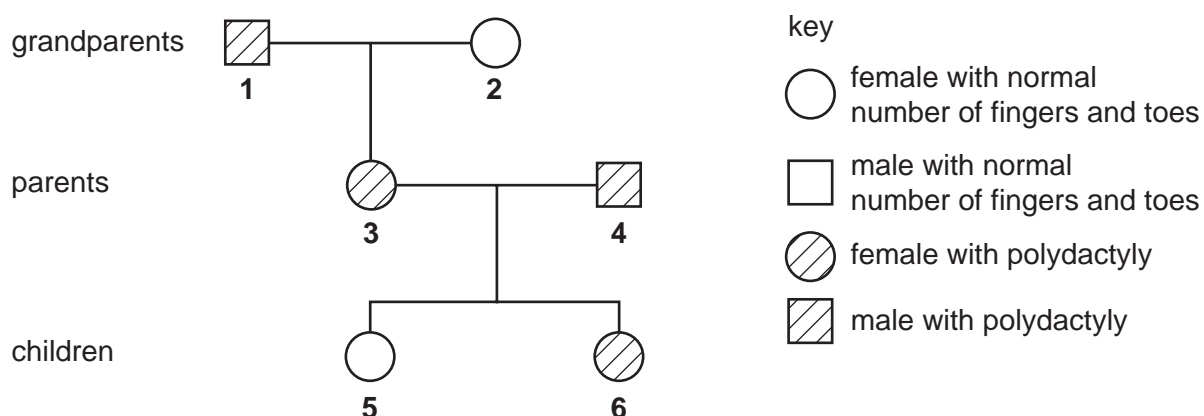 grandparents
1
2
parents
3
4
children
5
6
key
female with normal
number of fingers and toes
male with normal
number of fingers and toes
female with polydactyly
male with polydactyly